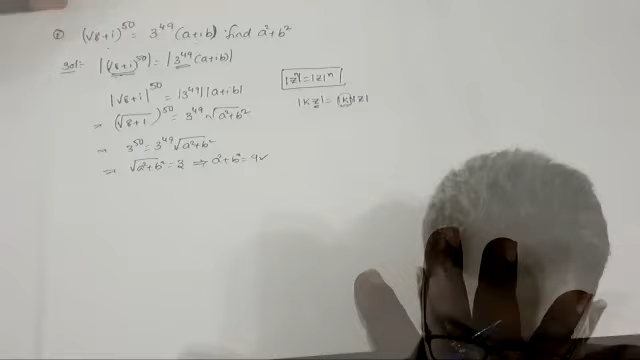 ② (√8+i)^50 = 3^49 (a+ib) find a²+b²
Sol:- |(√8+i)^50| = |3^49 (a+ib)|
|√8+i|^50 = |3^49| |a+ib|
⇒ (√8+1)^50 = 3^49 √a²+b²
⇒ 3^50 = 3^49 √a²+b²
⇒ √a²+b² = 3 ⇒ a²+b² = 9✓
|z^n| = |z|^n
|kz| = |k||z|